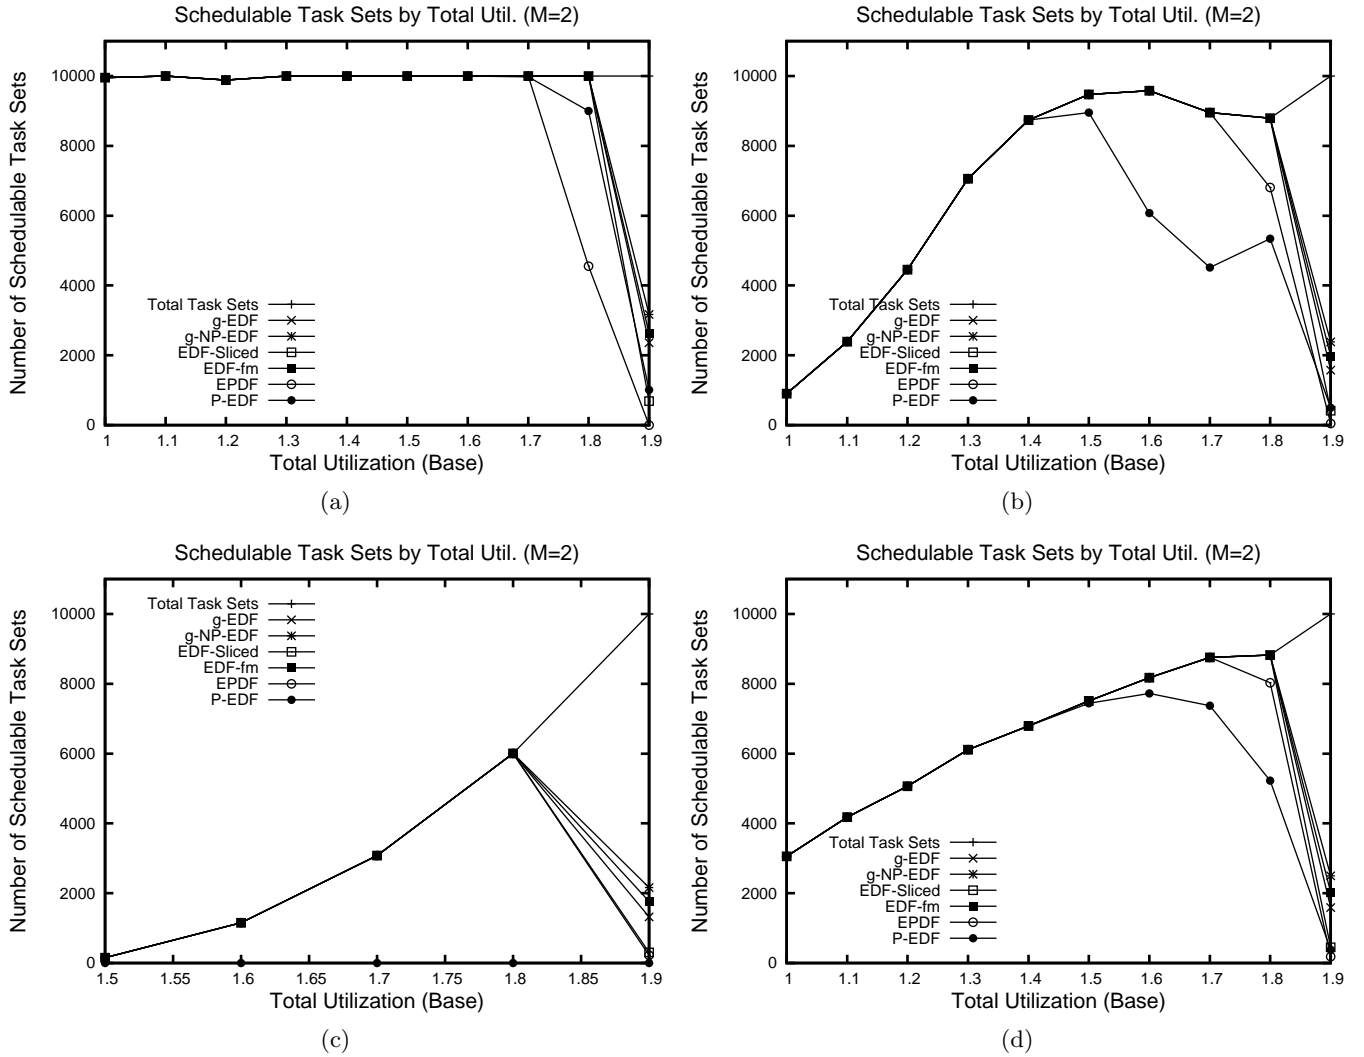 Schedulable Task Sets by Total Util. (M=2)
Number of Schedulable Task Sets
10000
8000
6000
4000
2000
0
Total Task Sets
g-EDF
g-NP-EDF
EDF-Sliced
EDF-fm
EPDF
P-EDF
1 1.1 1.2 1.3 1.4 1.5 1.6 1.7 1.8 1.9
Total Utilization (Base)
(a)
Schedulable Task Sets by Total Util. (M=2)
Number of Schedulable Task Sets
10000
8000
6000
4000
2000
0
Total Task Sets
g-EDF
g-NP-EDF
EDF-Sliced
EDF-fm
EPDF
P-EDF
1 1.1 1.2 1.3 1.4 1.5 1.6 1.7 1.8 1.9
Total Utilization (Base)
(b)
Schedulable Task Sets by Total Util. (M=2)
Number of Schedulable Task Sets
10000
8000
6000
4000
2000
0
Total Task Sets
g-EDF
g-NP-EDF
EDF-Sliced
EDF-fm
EPDF
P-EDF
1.5 1.55 1.6 1.65 1.7 1.75 1.8 1.85 1.9
Total Utilization (Base)
(c)
Schedulable Task Sets by Total Util. (M=2)
Number of Schedulable Task Sets
10000
8000
6000
4000
2000
0
Total Task Sets
g-EDF
g-NP-EDF
EDF-Sliced
EDF-fm
EPDF
P-EDF
1 1.1 1.2 1.3 1.4 1.5 1.6 1.7 1.8 1.9
Total Utilization (Base)
(d)